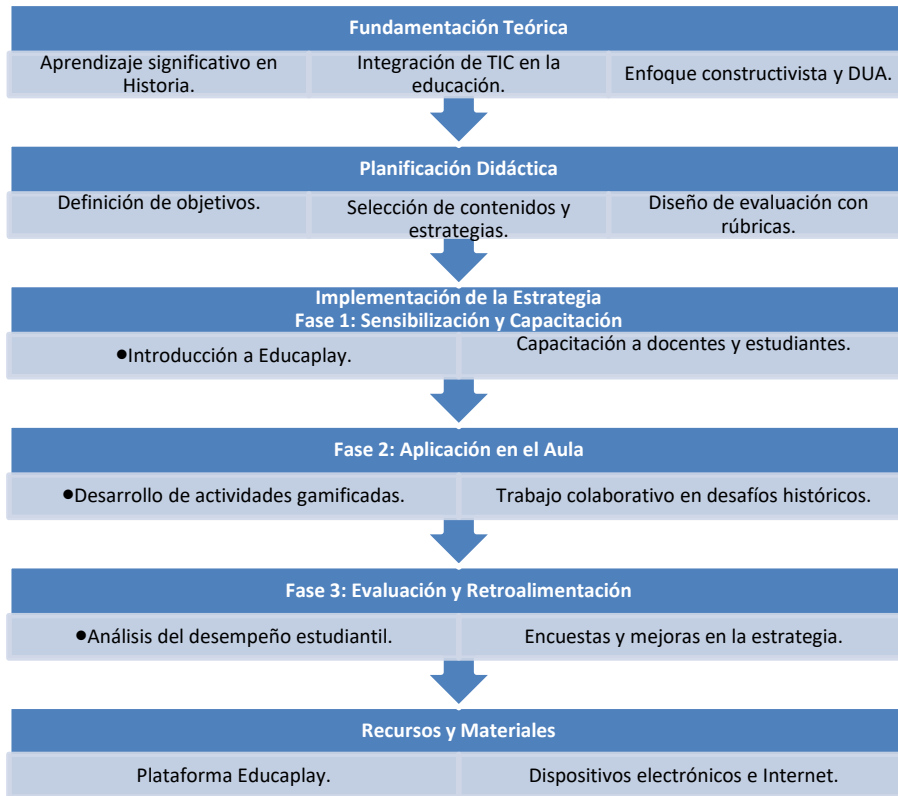 Fundamentación Teórica
Aprendizaje significativo en
Historia.
Integración de TIC en la
educación.
Enfoque constructivista y DUA.
Planificación Didáctica
Definición de objetivos.
Selección de contenidos y
estrategias.
Diseño de evaluación con
rúbricas.
Implementación de la Estrategia
Fase 1: Sensibilización y Capacitación
•Introducción a Educaplay.
Capacitación a docentes y estudiantes.
Fase 2: Aplicación en el Aula
•Desarrollo de actividades gamificadas.
Trabajo colaborativo en desafíos históricos.
Fase 3: Evaluación y Retroalimentación
•Análisis del desempeño estudiantil.
Encuestas y mejoras en la estrategia.
Recursos y Materiales
Plataforma Educaplay.
Dispositivos electrónicos e Internet.